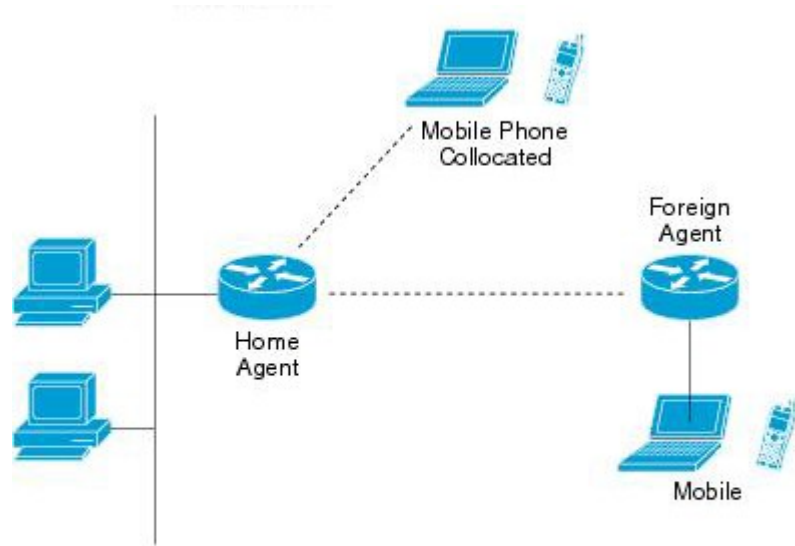 Mobile Phone
Collocated
Foreign
Agent
Home
Agent
Mobile